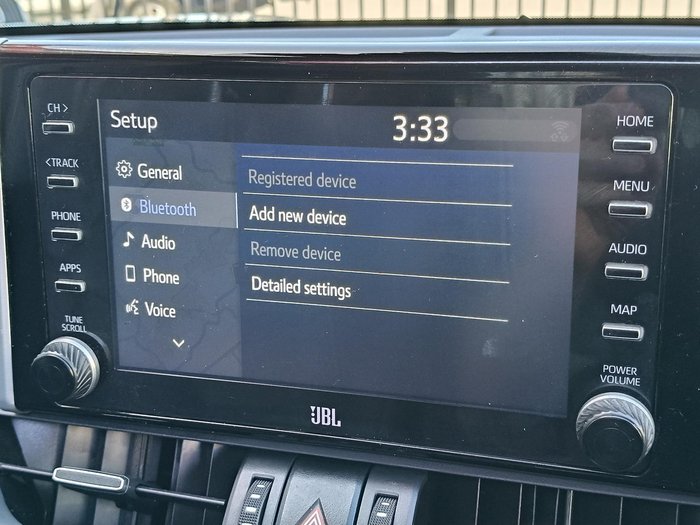 CH >
< TRACK
PHONE
APPS
TUNE
SCROLL
Setup
3:33
General
Bluetooth
Audio
Phone
Voice
Registered device
Add new device
Remove device
Detailed settings
HOME
MENU
AUDIO
MAP
POWER
VOLUME
JBL